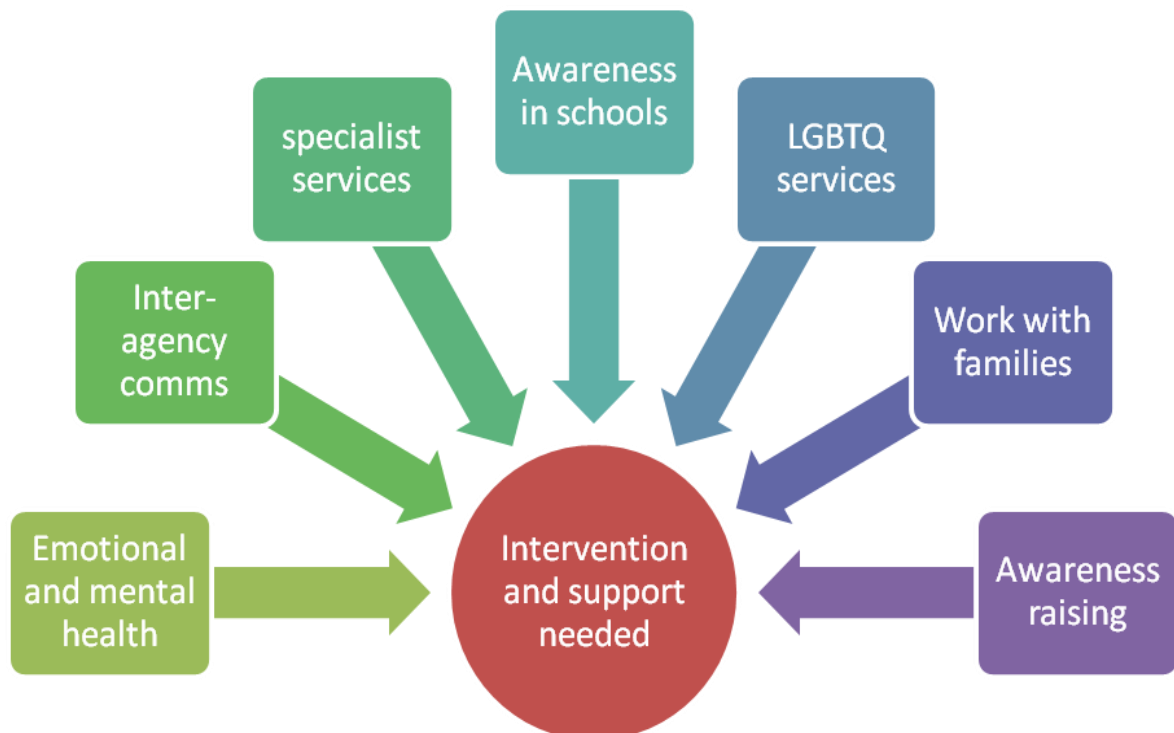 Awareness
in schools
specialist
services
LGBTQ
services
Inter-
agency
comms
Work with
families
Emotional
and mental
health
Intervention
and support
needed
Awareness
raising